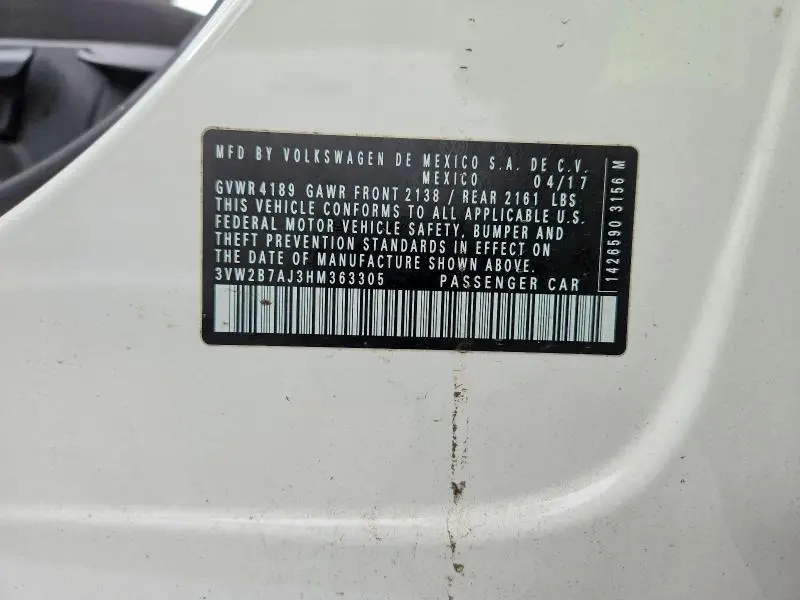 MFD BY VOLKSWAGEN DE MEXICO S.A. DE C.V.
MEXICO 04/17
GVWR 4189 GAWR FRONT 2138 / REAR 2161 LBS
THIS VEHICLE CONFORMS TO ALL APPLICABLE U.S.
FEDERAL MOTOR VEHICLE SAFETY, BUMPER AND
THEFT PREVENTION STANDARDS IN EFFECT ON
THE DATE OF MANUFACTURE SHOWN ABOVE.
3VW2B7AJ3HM363305 PASSENGER CAR
1426590 3156 M